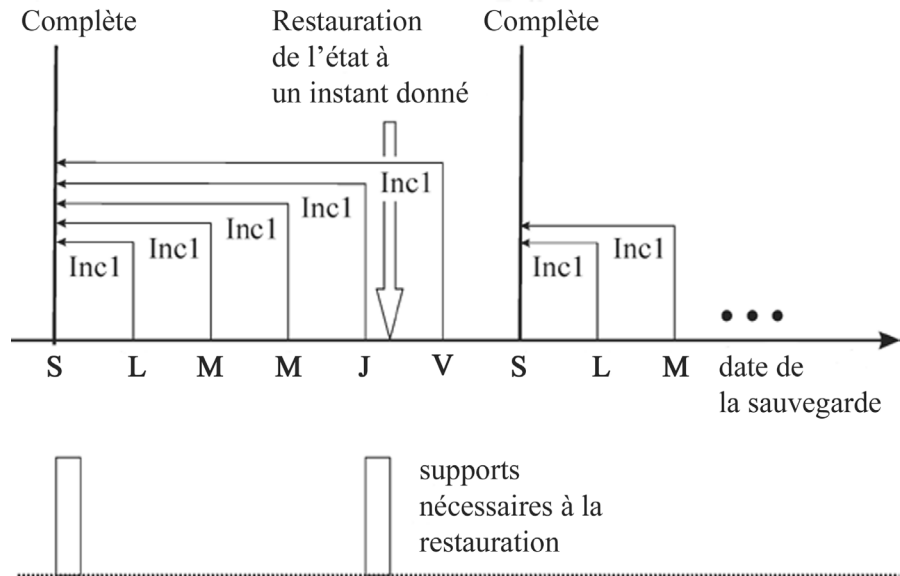 Complète
Restauration
de l’état à
un instant donné
Complète
Inc1
Inc1
Inc1
Inc1
Inc1
Inc1
Inc1
S L M M J V S L M date de
la sauvegarde
supports
nécessaires à la
restauration